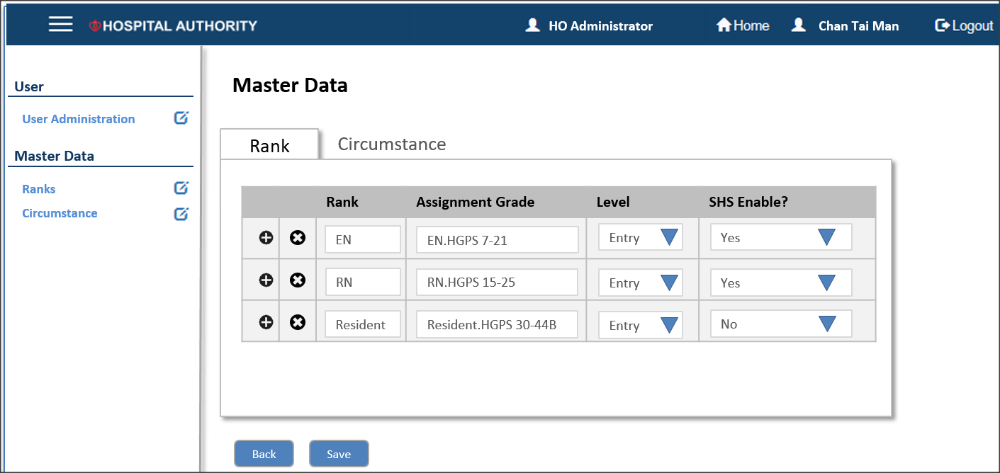 HOSPITAL AUTHORITY HO Administrator Home Chan Tai Man Logout
User
User Administration
Master Data
Ranks
Circumstance
Master Data
Rank Circumstance
Rank Assignment Grade Level SHS Enable?
EN EN.HGPS 7-21 Entry Yes
RN RN.HGPS 15-25 Entry Yes
Resident Resident.HGPS 30-44B Entry No
Back Save